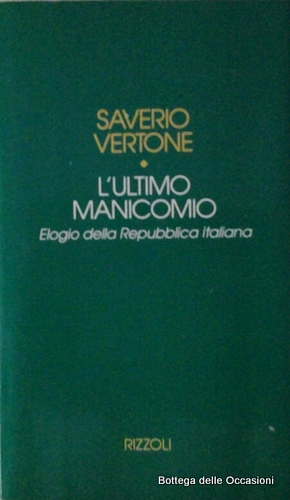 SAVERIO
VERTONE
L'ULTIMO
MANICOMIO
Elogio della Repubblica italiana
RIZZOLI
Bottega delle Occasioni